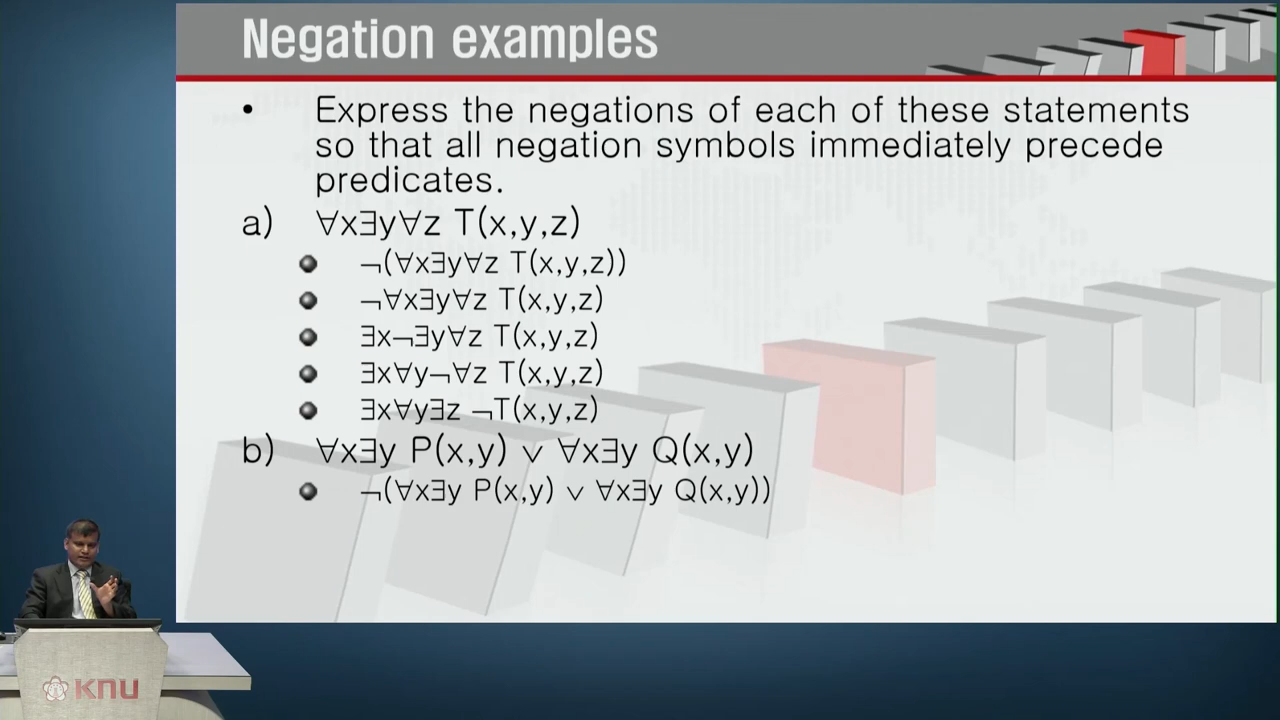 Negation examples
• Express the negations of each of these statements
so that all negation symbols immediately precede
predicates.
a) ∀x∃y∀z T(x,y,z)
¬(∀x∃y∀z T(x,y,z))
¬∀x∃y∀z T(x,y,z)
∃x¬∃y∀z T(x,y,z)
∃x∀y¬∀z T(x,y,z)
∃x∀y∃z ¬T(x,y,z)
b) ∀x∃y P(x,y) ∨ ∀x∃y Q(x,y)
¬(∀x∃y P(x,y) ∨ ∀x∃y Q(x,y))
KNU